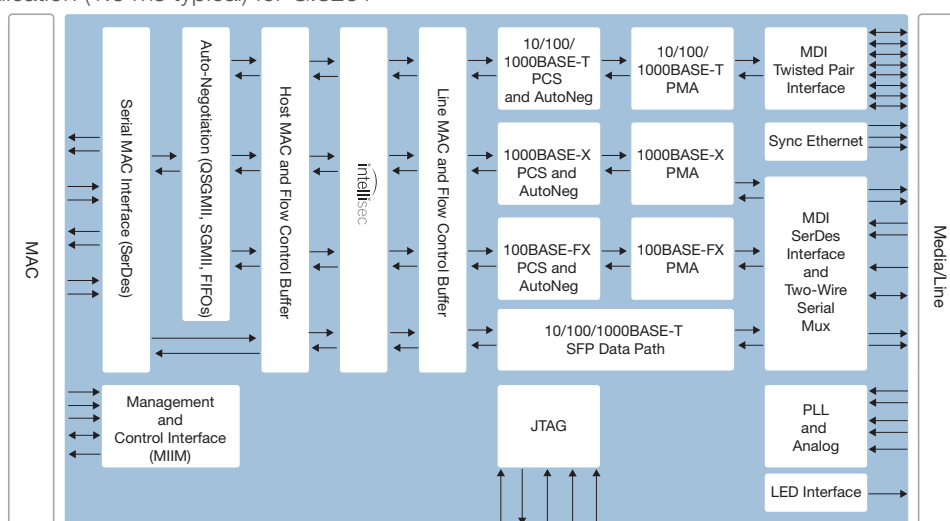 MAC
Serial MAC Interface (SerDes)
Auto-Negotiation (QSGMII, SGMII, FIFOs)
Host MAC and Flow Control Buffer
intellisec
Line MAC and Flow Control Buffer
10/100/
1000BASE-T
PCS
and AutoNeg
10/100/
1000BASE-T
PMA
MDI
Twisted Pair
Interface
Sync Ethernet
1000BASE-X
PCS and
AutoNeg
1000BASE-X
PMA
100BASE-FX
PCS and
AutoNeg
100BASE-FX
PMA
MDI
SerDes
Interface
and
Two-Wire
Serial
Mux
10/100/1000BASE-T
SFP Data Path
Media/Line
Management
and
Control Interface
(MIIM)
JTAG
PLL
and
Analog
LED Interface